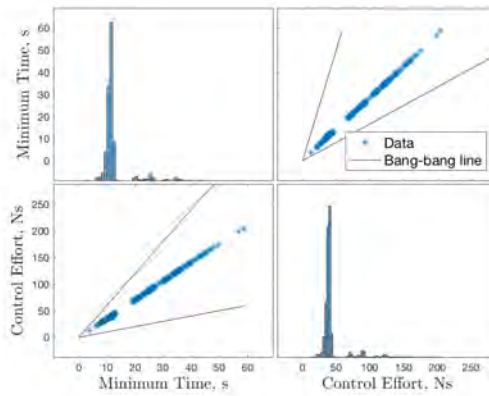 Minimum Time, s
60
50
40
30
20
10
0
Data
Bang-bang line
Control Effort, Ns
250
200
150
100
50
0
0 10 20 30 40 50 60
Minimum Time, s
0 50 100 150 200 250
Control Effort, Ns